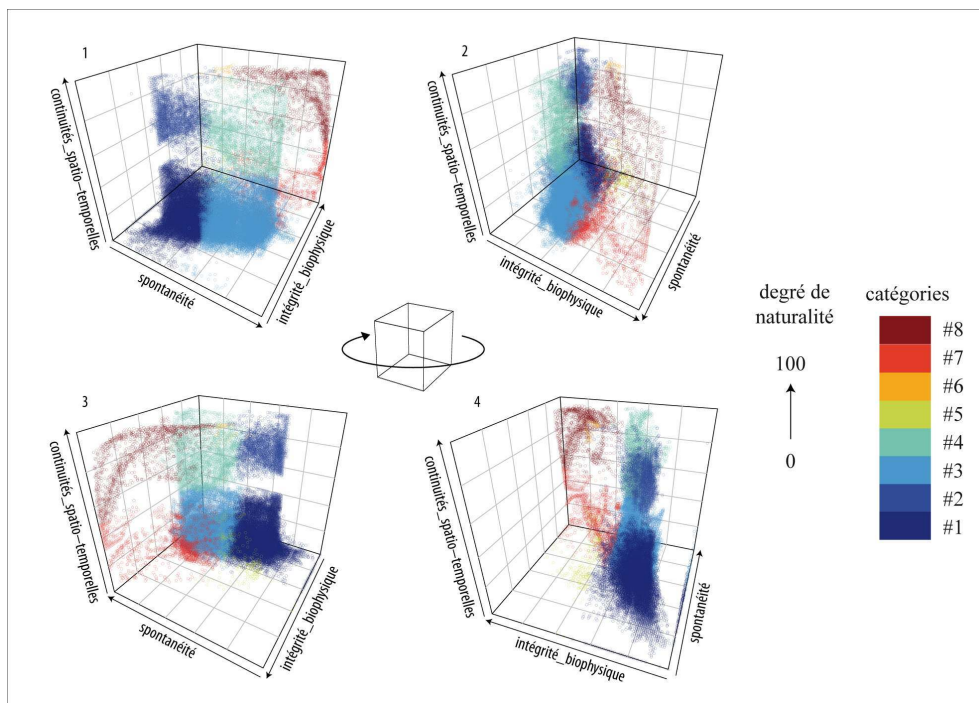 1
continuités_spatio−temporelles
spontanéité
intégrité_biophysique
2
continuités_spatio−temporelles
intégrité_biophysique
spontanéité
degré de
naturalité
100
0
catégories
#8
#7
#6
#5
#4
#3
#2
#1
3
continuités_spatio−temporelles
spontanéité
intégrité_biophysique
4
continuités_spatio−temporelles
intégrité_biophysique
spontanéité